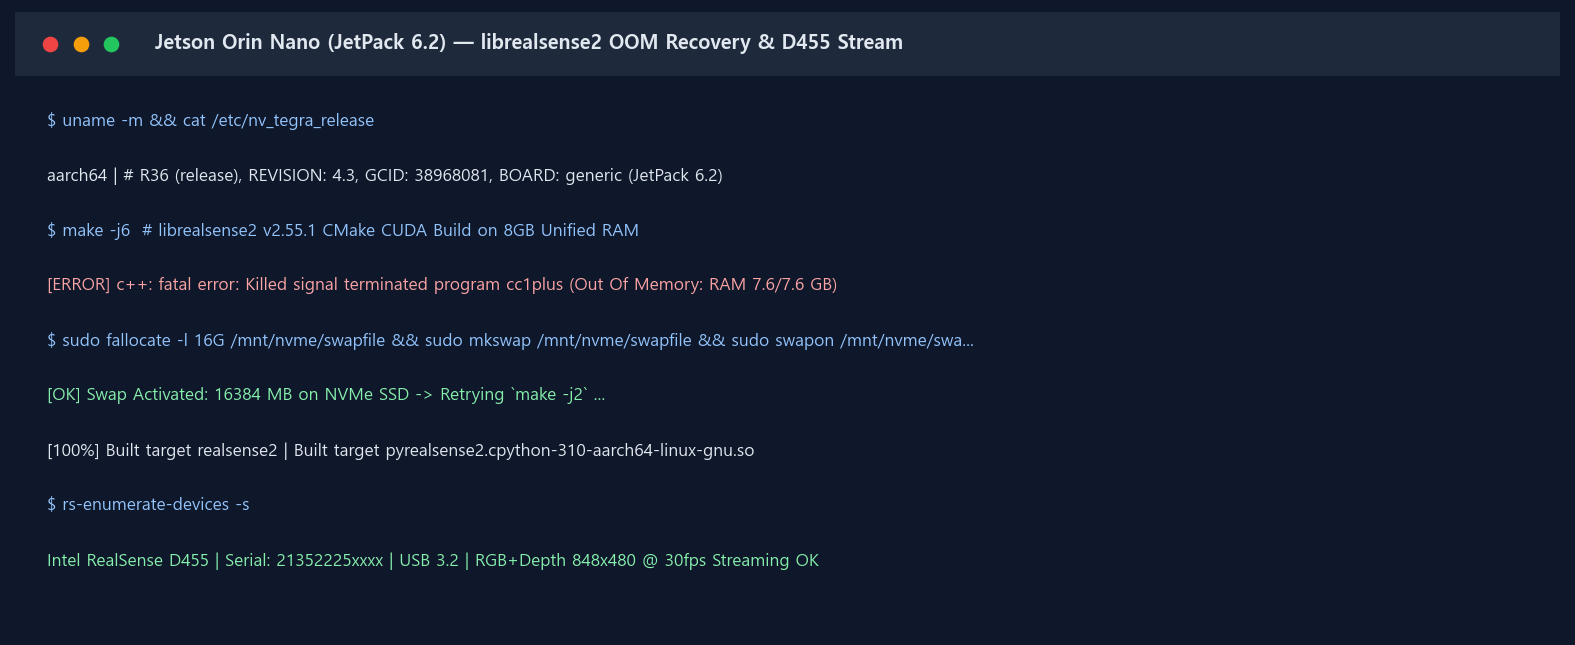 Jetson Orin Nano (JetPack 6.2) — librealsense2 OOM Recovery & D455 Stream
$ uname -m && cat /etc/nv_tegra_release
aarch64 | # R36 (release), REVISION: 4.3, GCID: 38968081, BOARD: generic (JetPack 6.2)
$ make -j6  # librealsense2 v2.55.1 CMake CUDA Build on 8GB Unified RAM
[ERROR] c++: fatal error: Killed signal terminated program cc1plus (Out Of Memory: RAM 7.6/7.6 GB)
$ sudo fallocate -l 16G /mnt/nvme/swapfile && sudo mkswap /mnt/nvme/swapfile && sudo swapon /mnt/nvme/swa...
[OK] Swap Activated: 16384 MB on NVMe SSD -> Retrying `make -j2` ...
[100%] Built target realsense2 | Built target pyrealsense2.cpython-310-aarch64-linux-gnu.so
$ rs-enumerate-devices -s
Intel RealSense D455 | Serial: 21352225xxxx | USB 3.2 | RGB+Depth 848x480 @ 30fps Streaming OK